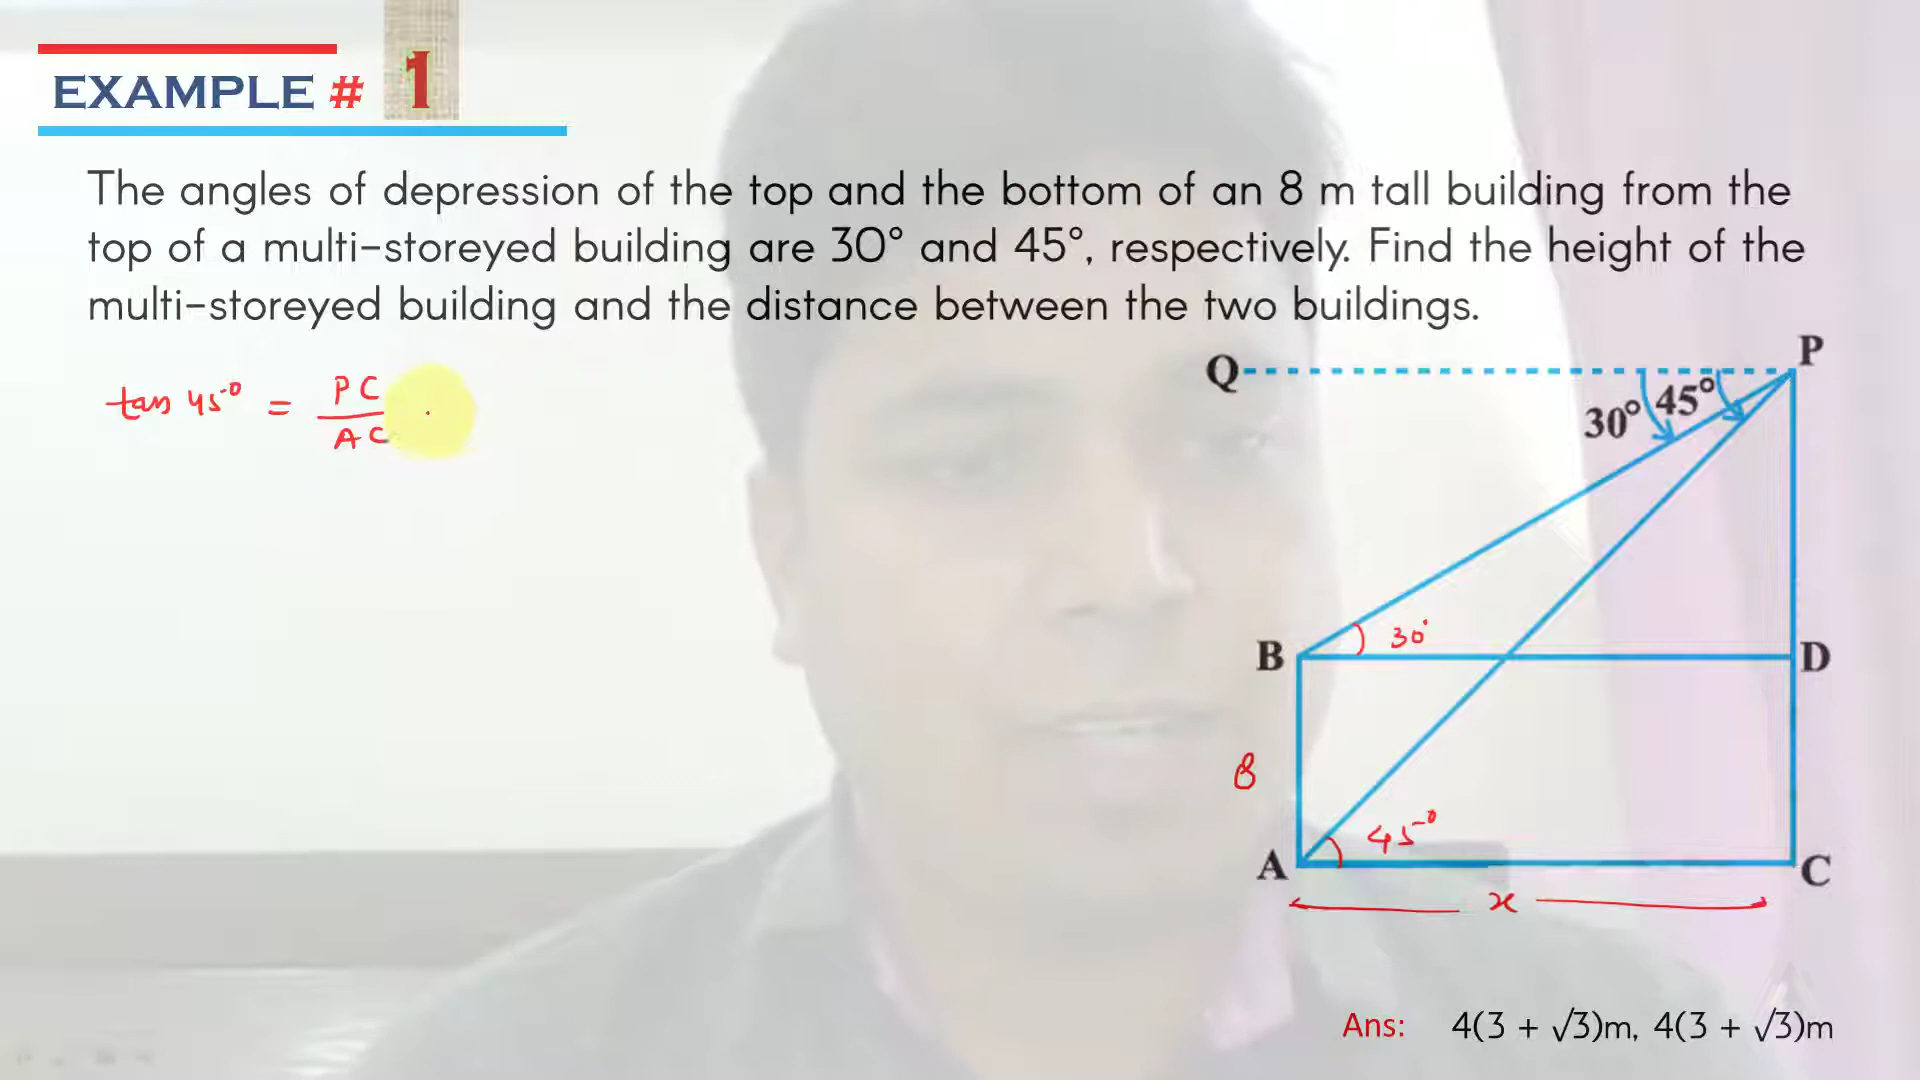 EXAMPLE # 1
The angles of depression of the top and the bottom of an 8 m tall building from the
top of a multi-storeyed building are 30° and 45°, respectively. Find the height of the
multi-storeyed building and the distance between the two buildings.
tan 45° = PC
AC
Q
P
30°
45°
B
30°
D
8
45°
A
C
x
Ans: 4(3 + √3)m, 4(3 + √3)m